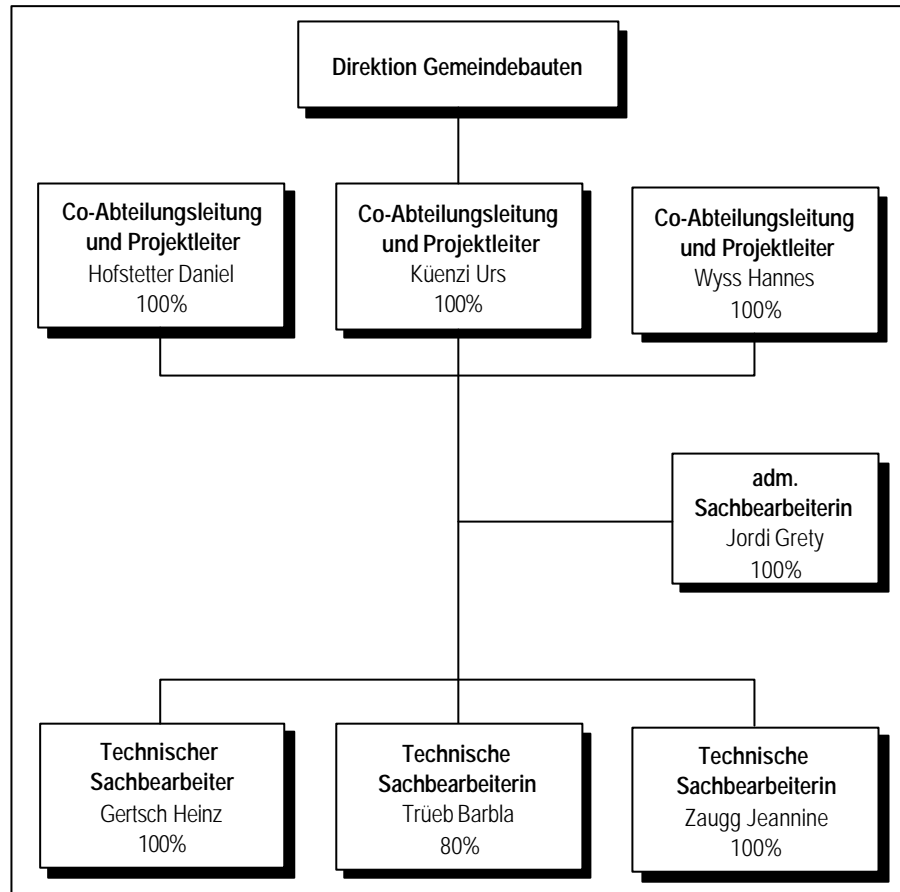 Direktion Gemeindebauten
Co-Abteilungsleitung
und Projektleiter
Hofstetter Daniel
100%
Co-Abteilungsleitung
und Projektleiter
Küenzi Urs
100%
Co-Abteilungsleitung
und Projektleiter
Wyss Hannes
100%
adm.
Sachbearbeiterin
Jordi Grety
100%
Technischer
Sachbearbeiter
Gertsch Heinz
100%
Technische
Sachbearbeiterin
Trüeb Barbla
80%
Technische
Sachbearbeiterin
Zaugg Jeannine
100%